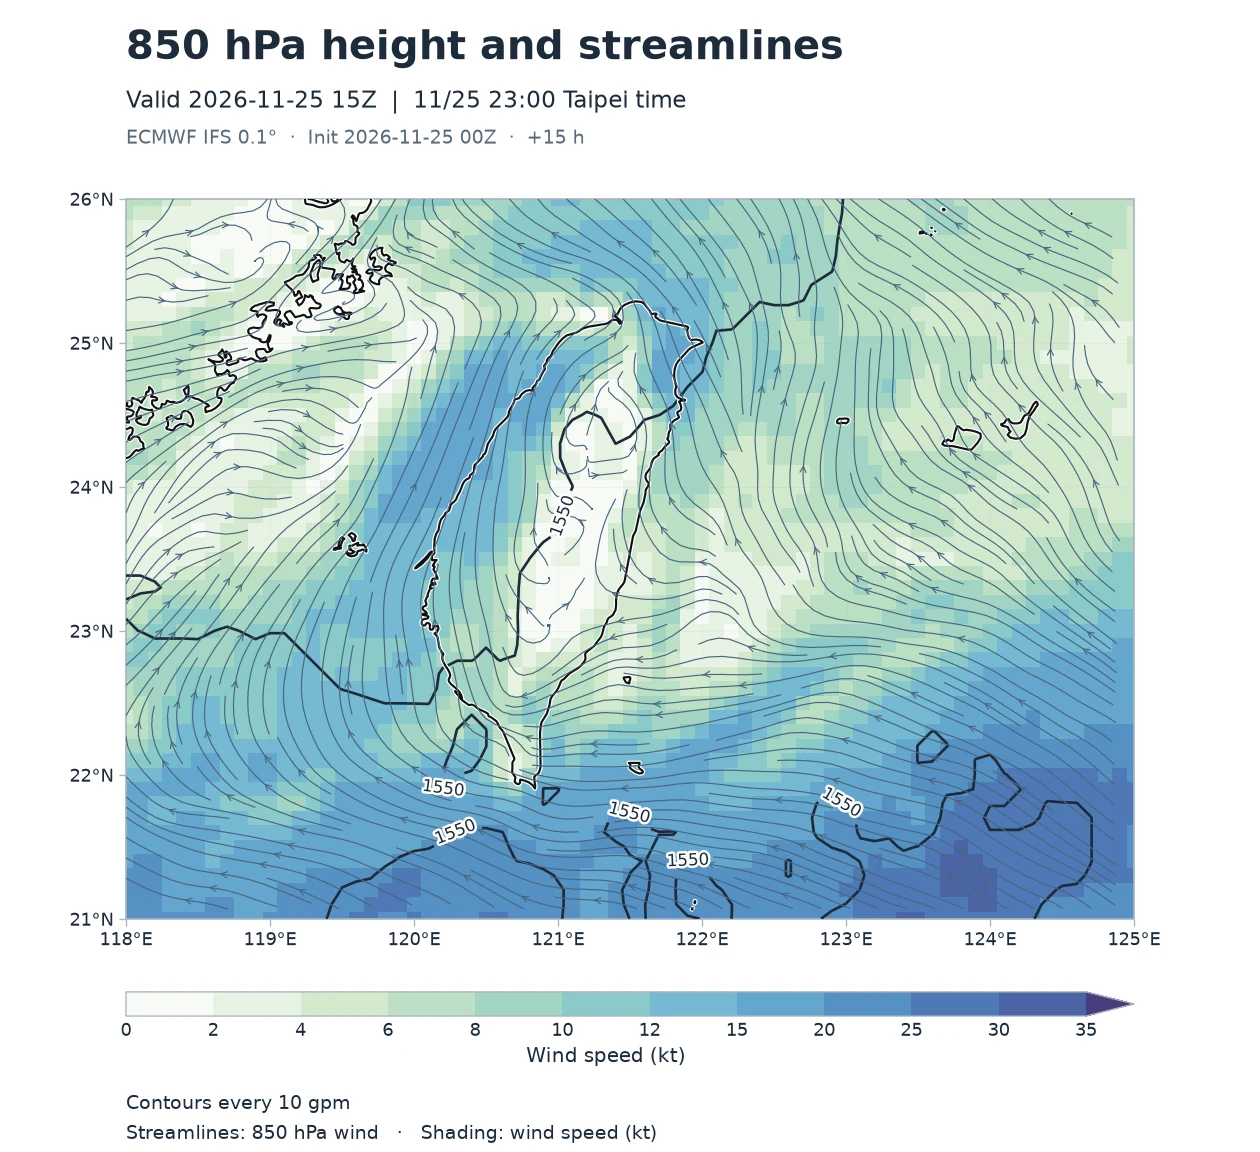 850 hPa height and streamlines
Valid 2026-11-25 15Z | 11/25 23:00 Taipei time
ECMWF IFS 0.1° · Init 2026-11-25 00Z · +15 h
26°N
25°N
24°N
1550
23°N
22°N
1550
1550
1550
1550
1550
21°N
118°E 119°E 120°E 121°E 122°E 123°E 124°E 125°E
0 2 4 6 8 10 12 15 20 25 30 35
Wind speed (kt)
Contours every 10 gpm
Streamlines: 850 hPa wind · Shading: wind speed (kt)